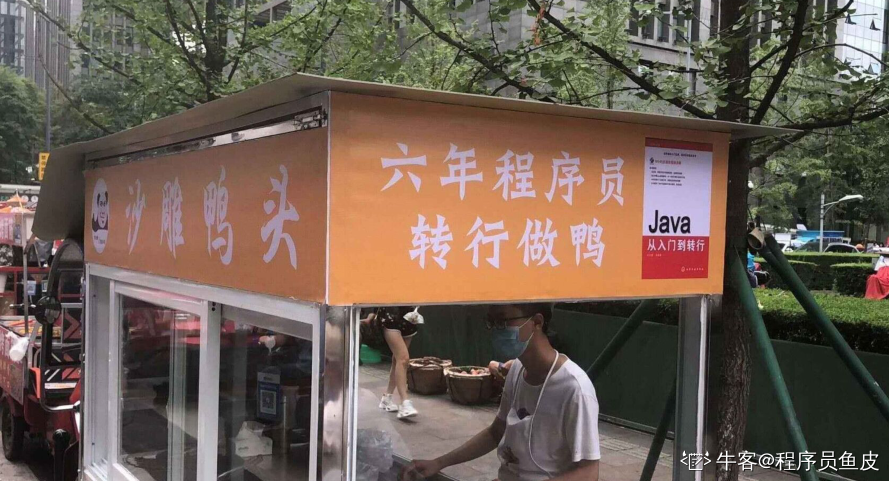 沙雕鸭头
六年程序员
转行做鸭
Java
从入门到转行
牛客@程序员鱼皮